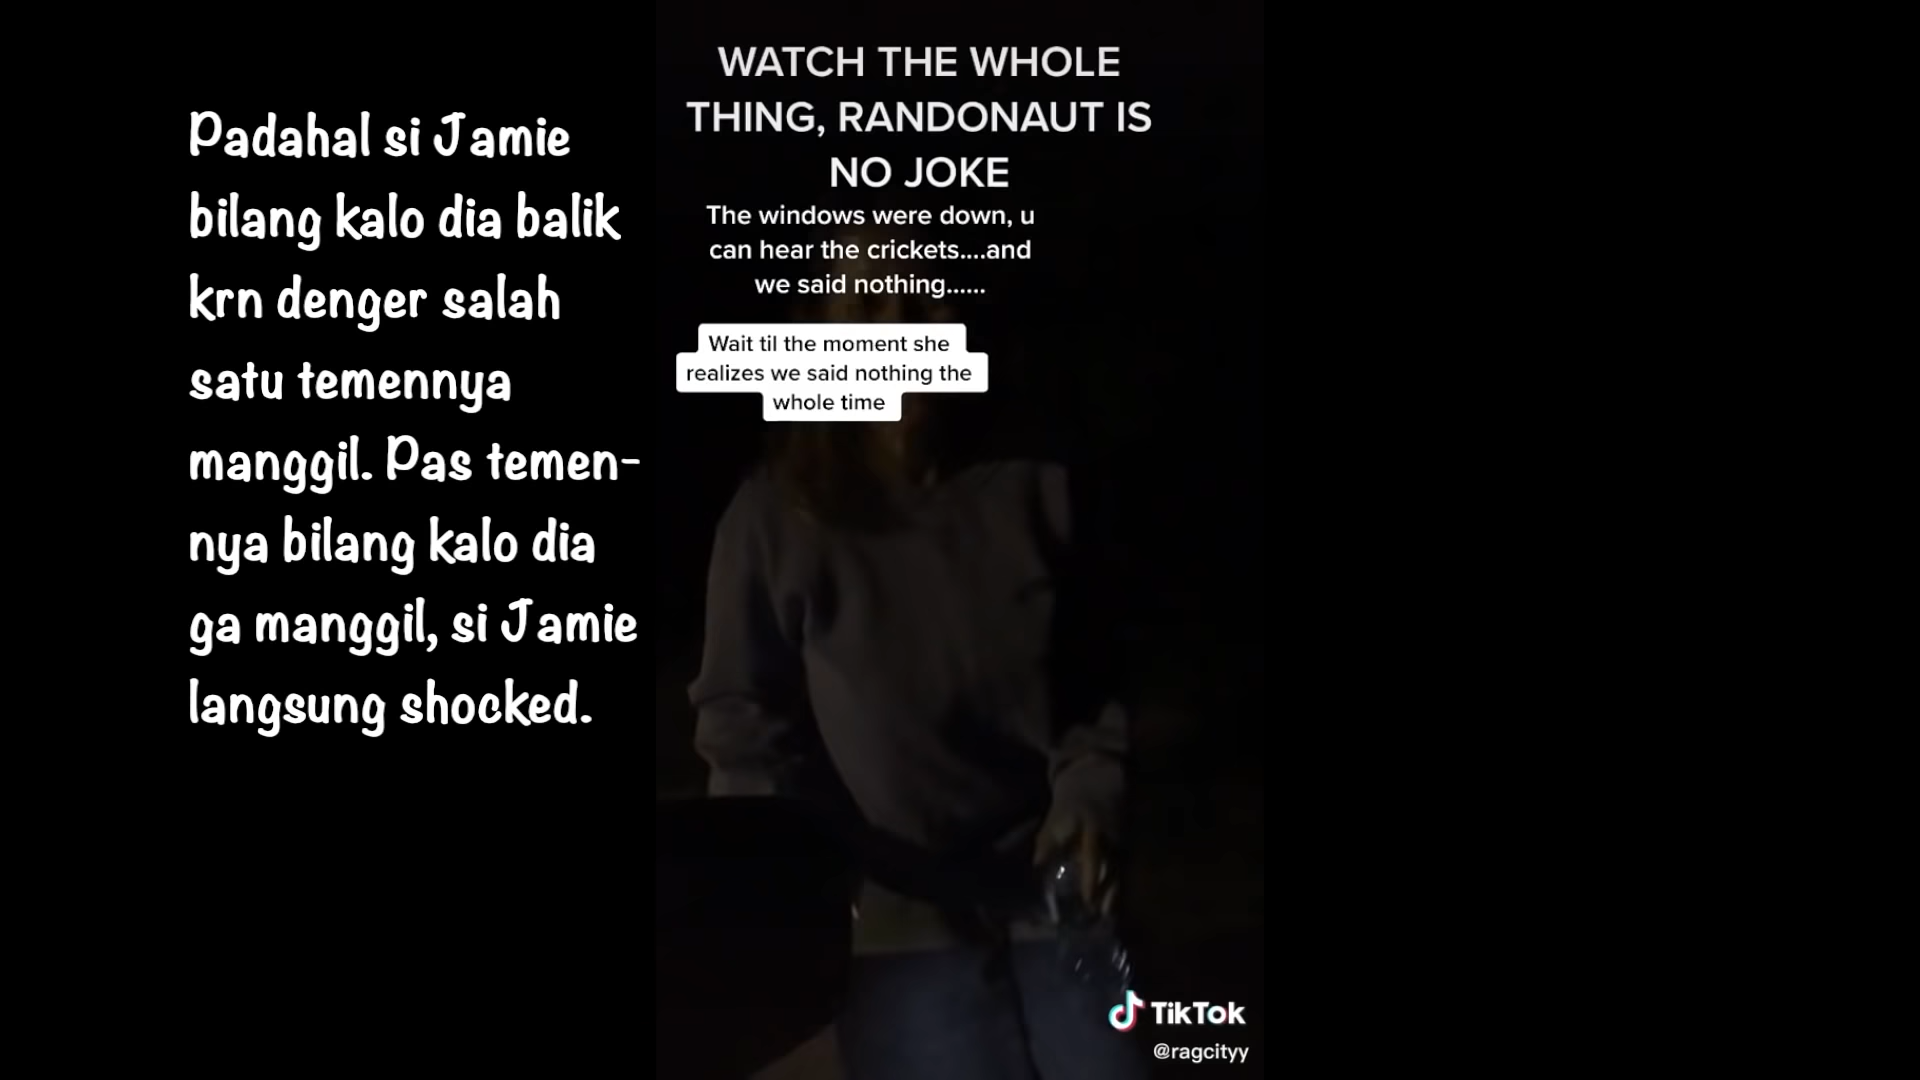 Padahal si Jamie
bilang kalo dia balik
krn denger salah
satu temennya
manggil. Pas temen-
nya bilang kalo dia
ga manggil, si Jamie
langsung shocked.
WATCH THE WHOLE
THING, RANDONAUT IS
NO JOKE
The windows were down, u
can hear the crickets....and
we said nothing......
Wait til the moment she
realizes we said nothing the
whole time
TikTok
@ragcityy